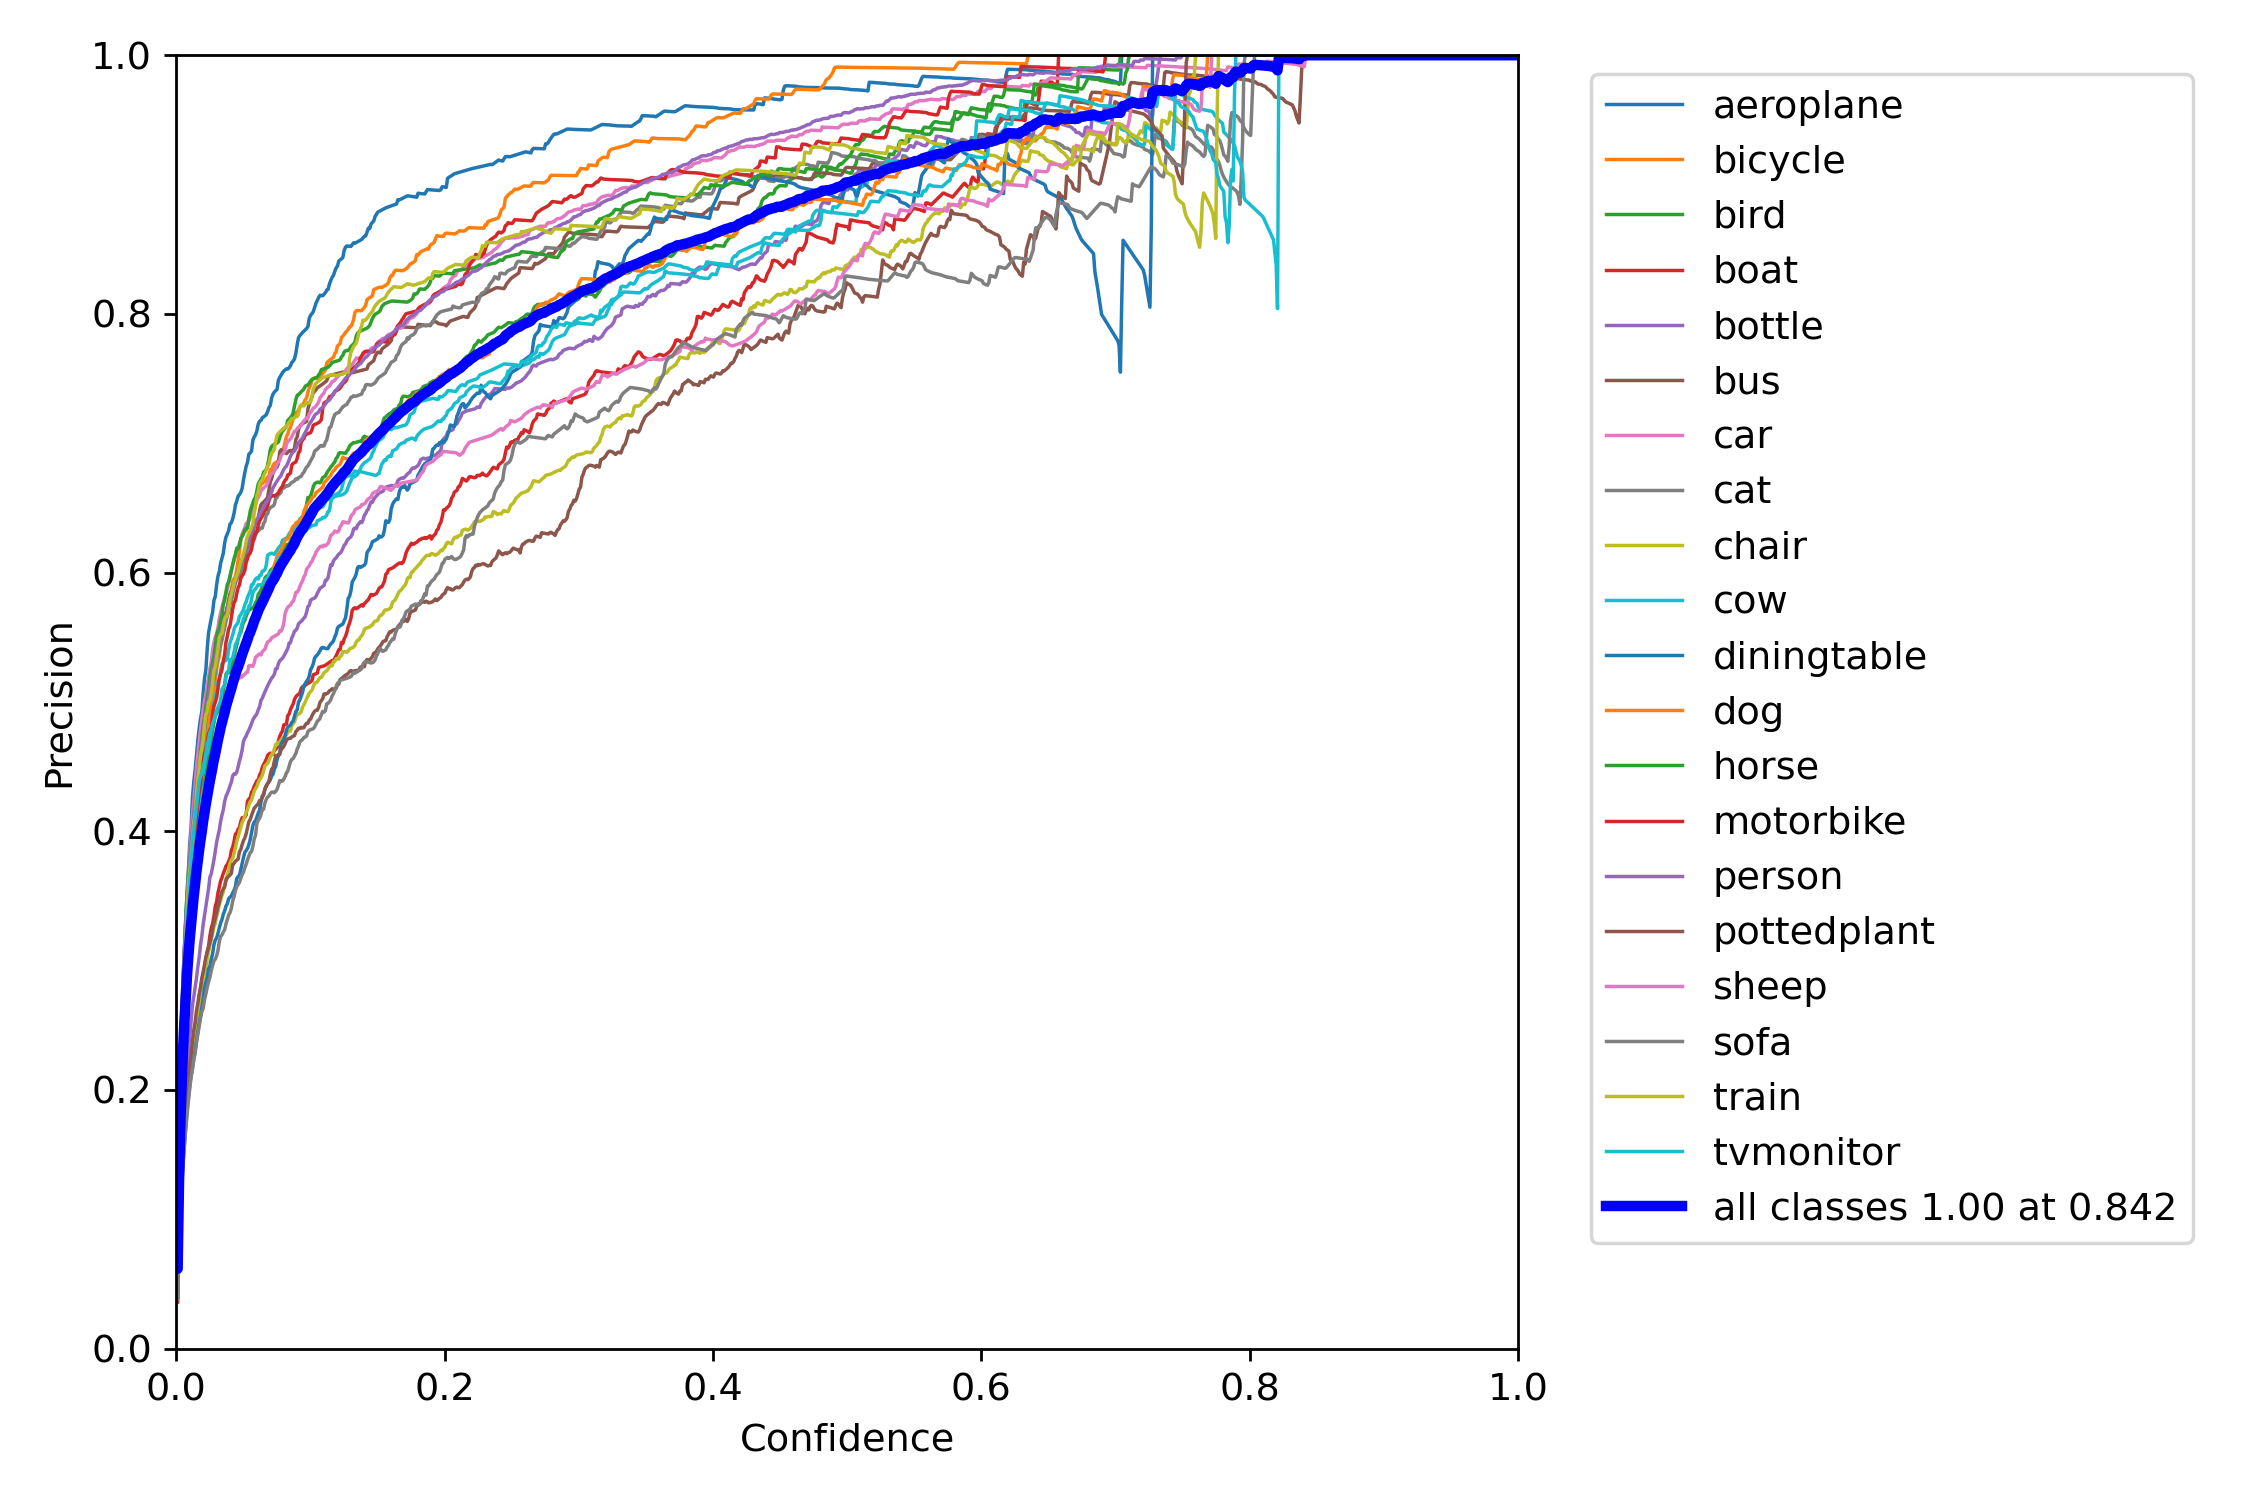 1.0
0.8
0.6
0.4
0.2
0.0
Precision
0.0 0.2 0.4 0.6 0.8 1.0
Confidence
aeroplane
bicycle
bird
boat
bottle
bus
car
cat
chair
cow
diningtable
dog
horse
motorbike
person
pottedplant
sheep
sofa
train
tvmonitor
all classes 1.00 at 0.842